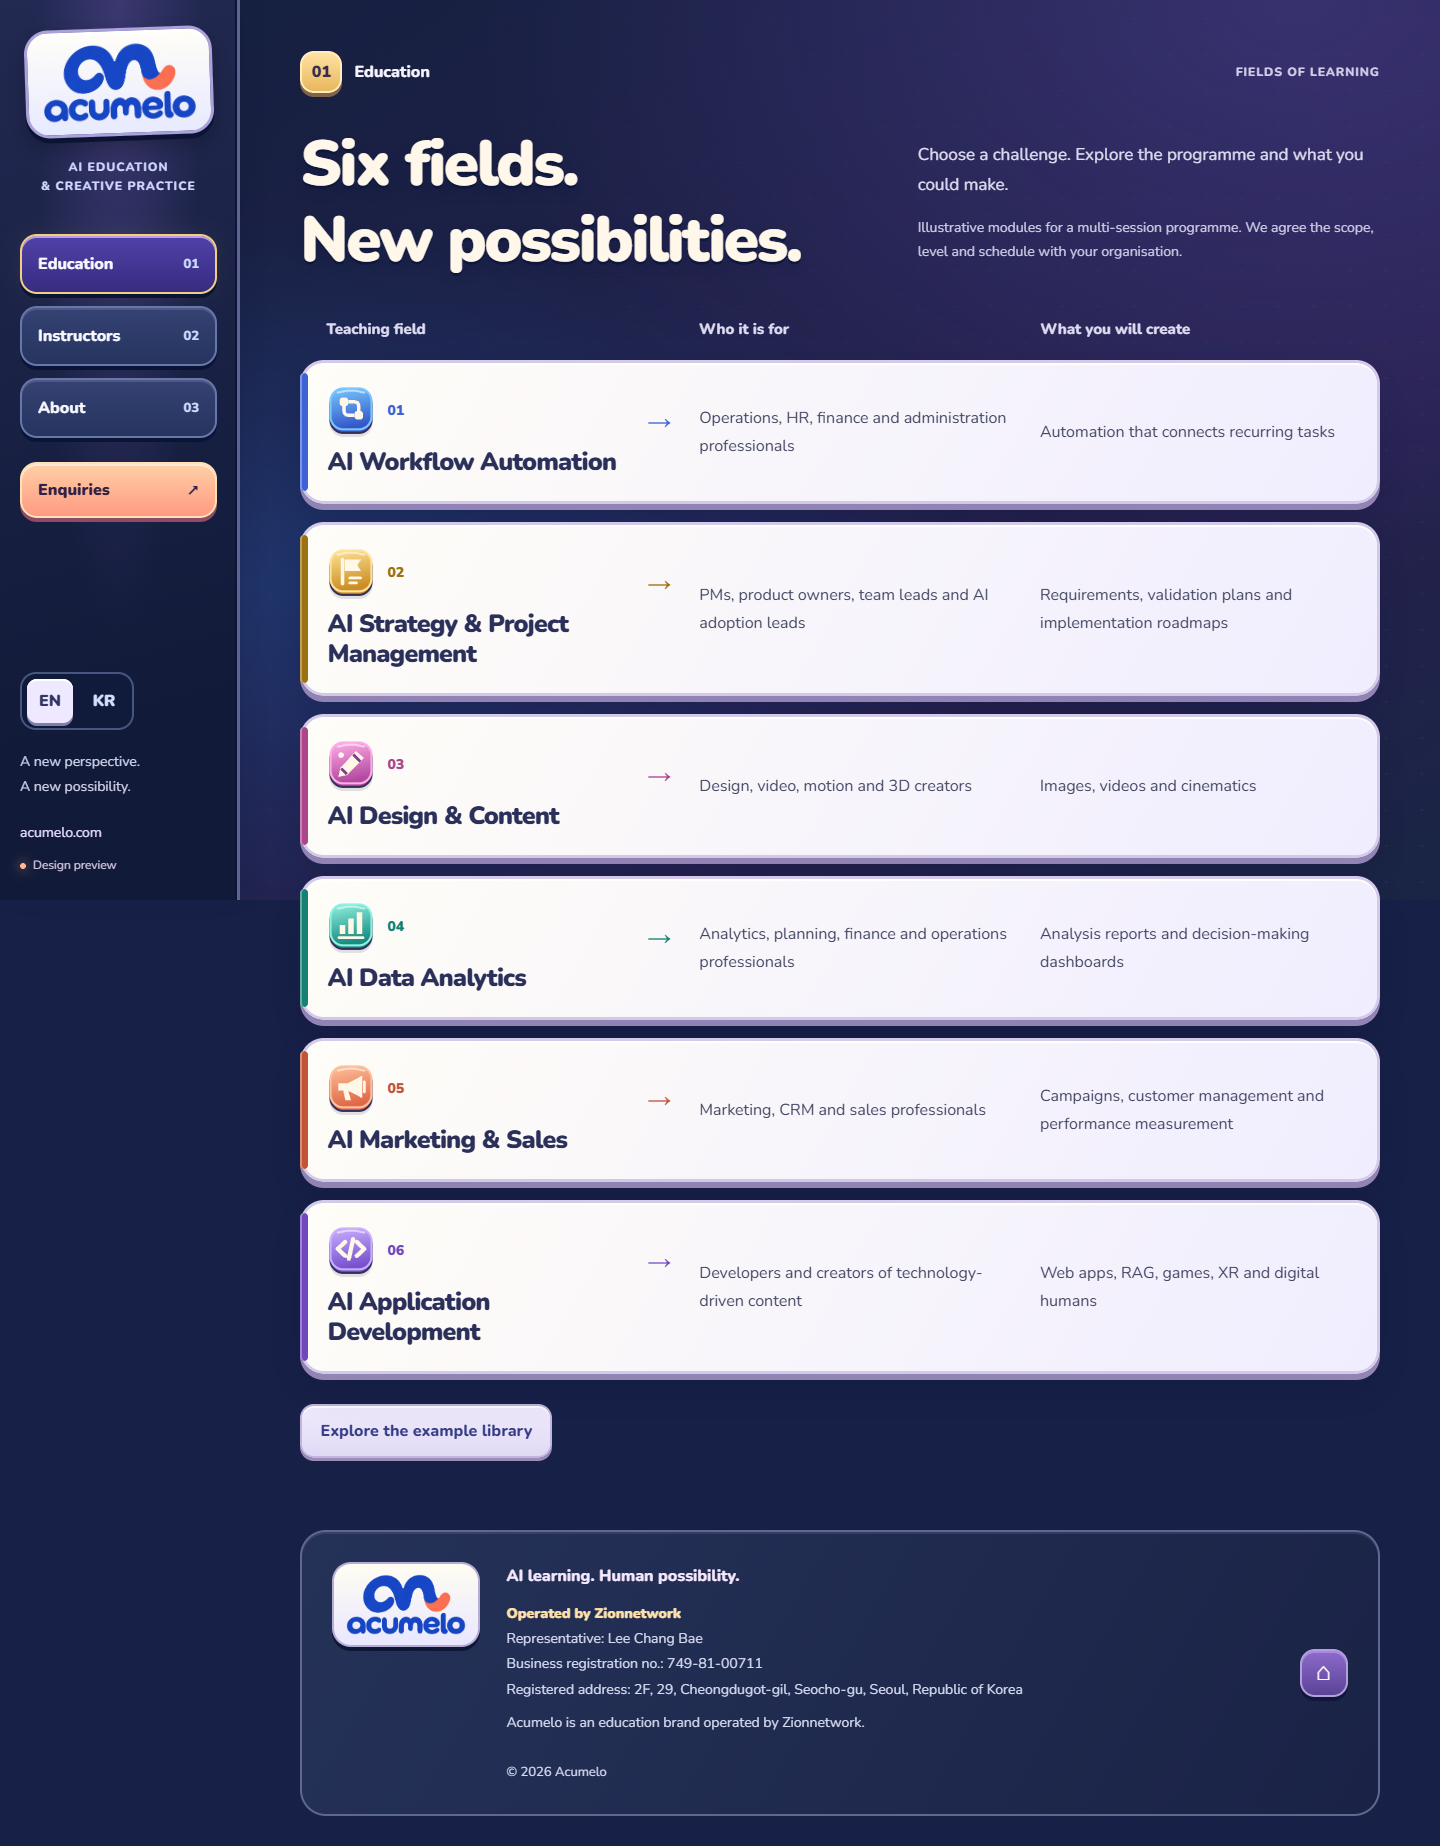 acumelo
AI EDUCATION
& CREATIVE PRACTICE
Education 01
Instructors 02
About 03
Enquiries ↗
EN KR
A new perspective.
A new possibility.
acumelo.com
Design preview
01 Education
FIELDS OF LEARNING
Six fields.
New possibilities.
Choose a challenge. Explore the programme and what you
could make.
Illustrative modules for a multi-session programme. We agree the scope,
level and schedule with your organisation.
Teaching field Who it is for What you will create
01
AI Workflow Automation
→
Operations, HR, finance and administration
professionals
Automation that connects recurring tasks
02
AI Strategy & Project
Management
→
PMs, product owners, team leads and AI
adoption leads
Requirements, validation plans and
implementation roadmaps
03
AI Design & Content
→
Design, video, motion and 3D creators
Images, videos and cinematics
04
AI Data Analytics
→
Analytics, planning, finance and operations
professionals
Analysis reports and decision-making
dashboards
05
AI Marketing & Sales
→
Marketing, CRM and sales professionals
Campaigns, customer management and
performance measurement
06
AI Application
Development
→
Developers and creators of technology-
driven content
Web apps, RAG, games, XR and digital
humans
Explore the example library
acumelo
AI learning. Human possibility.
Operated by Zionnetwork
Representative: Lee Chang Bae
Business registration no.: 749-81-00711
Registered address: 2F, 29, Cheongdugot-gil, Seocho-gu, Seoul, Republic of Korea
Acumelo is an education brand operated by Zionnetwork.
© 2026 Acumelo